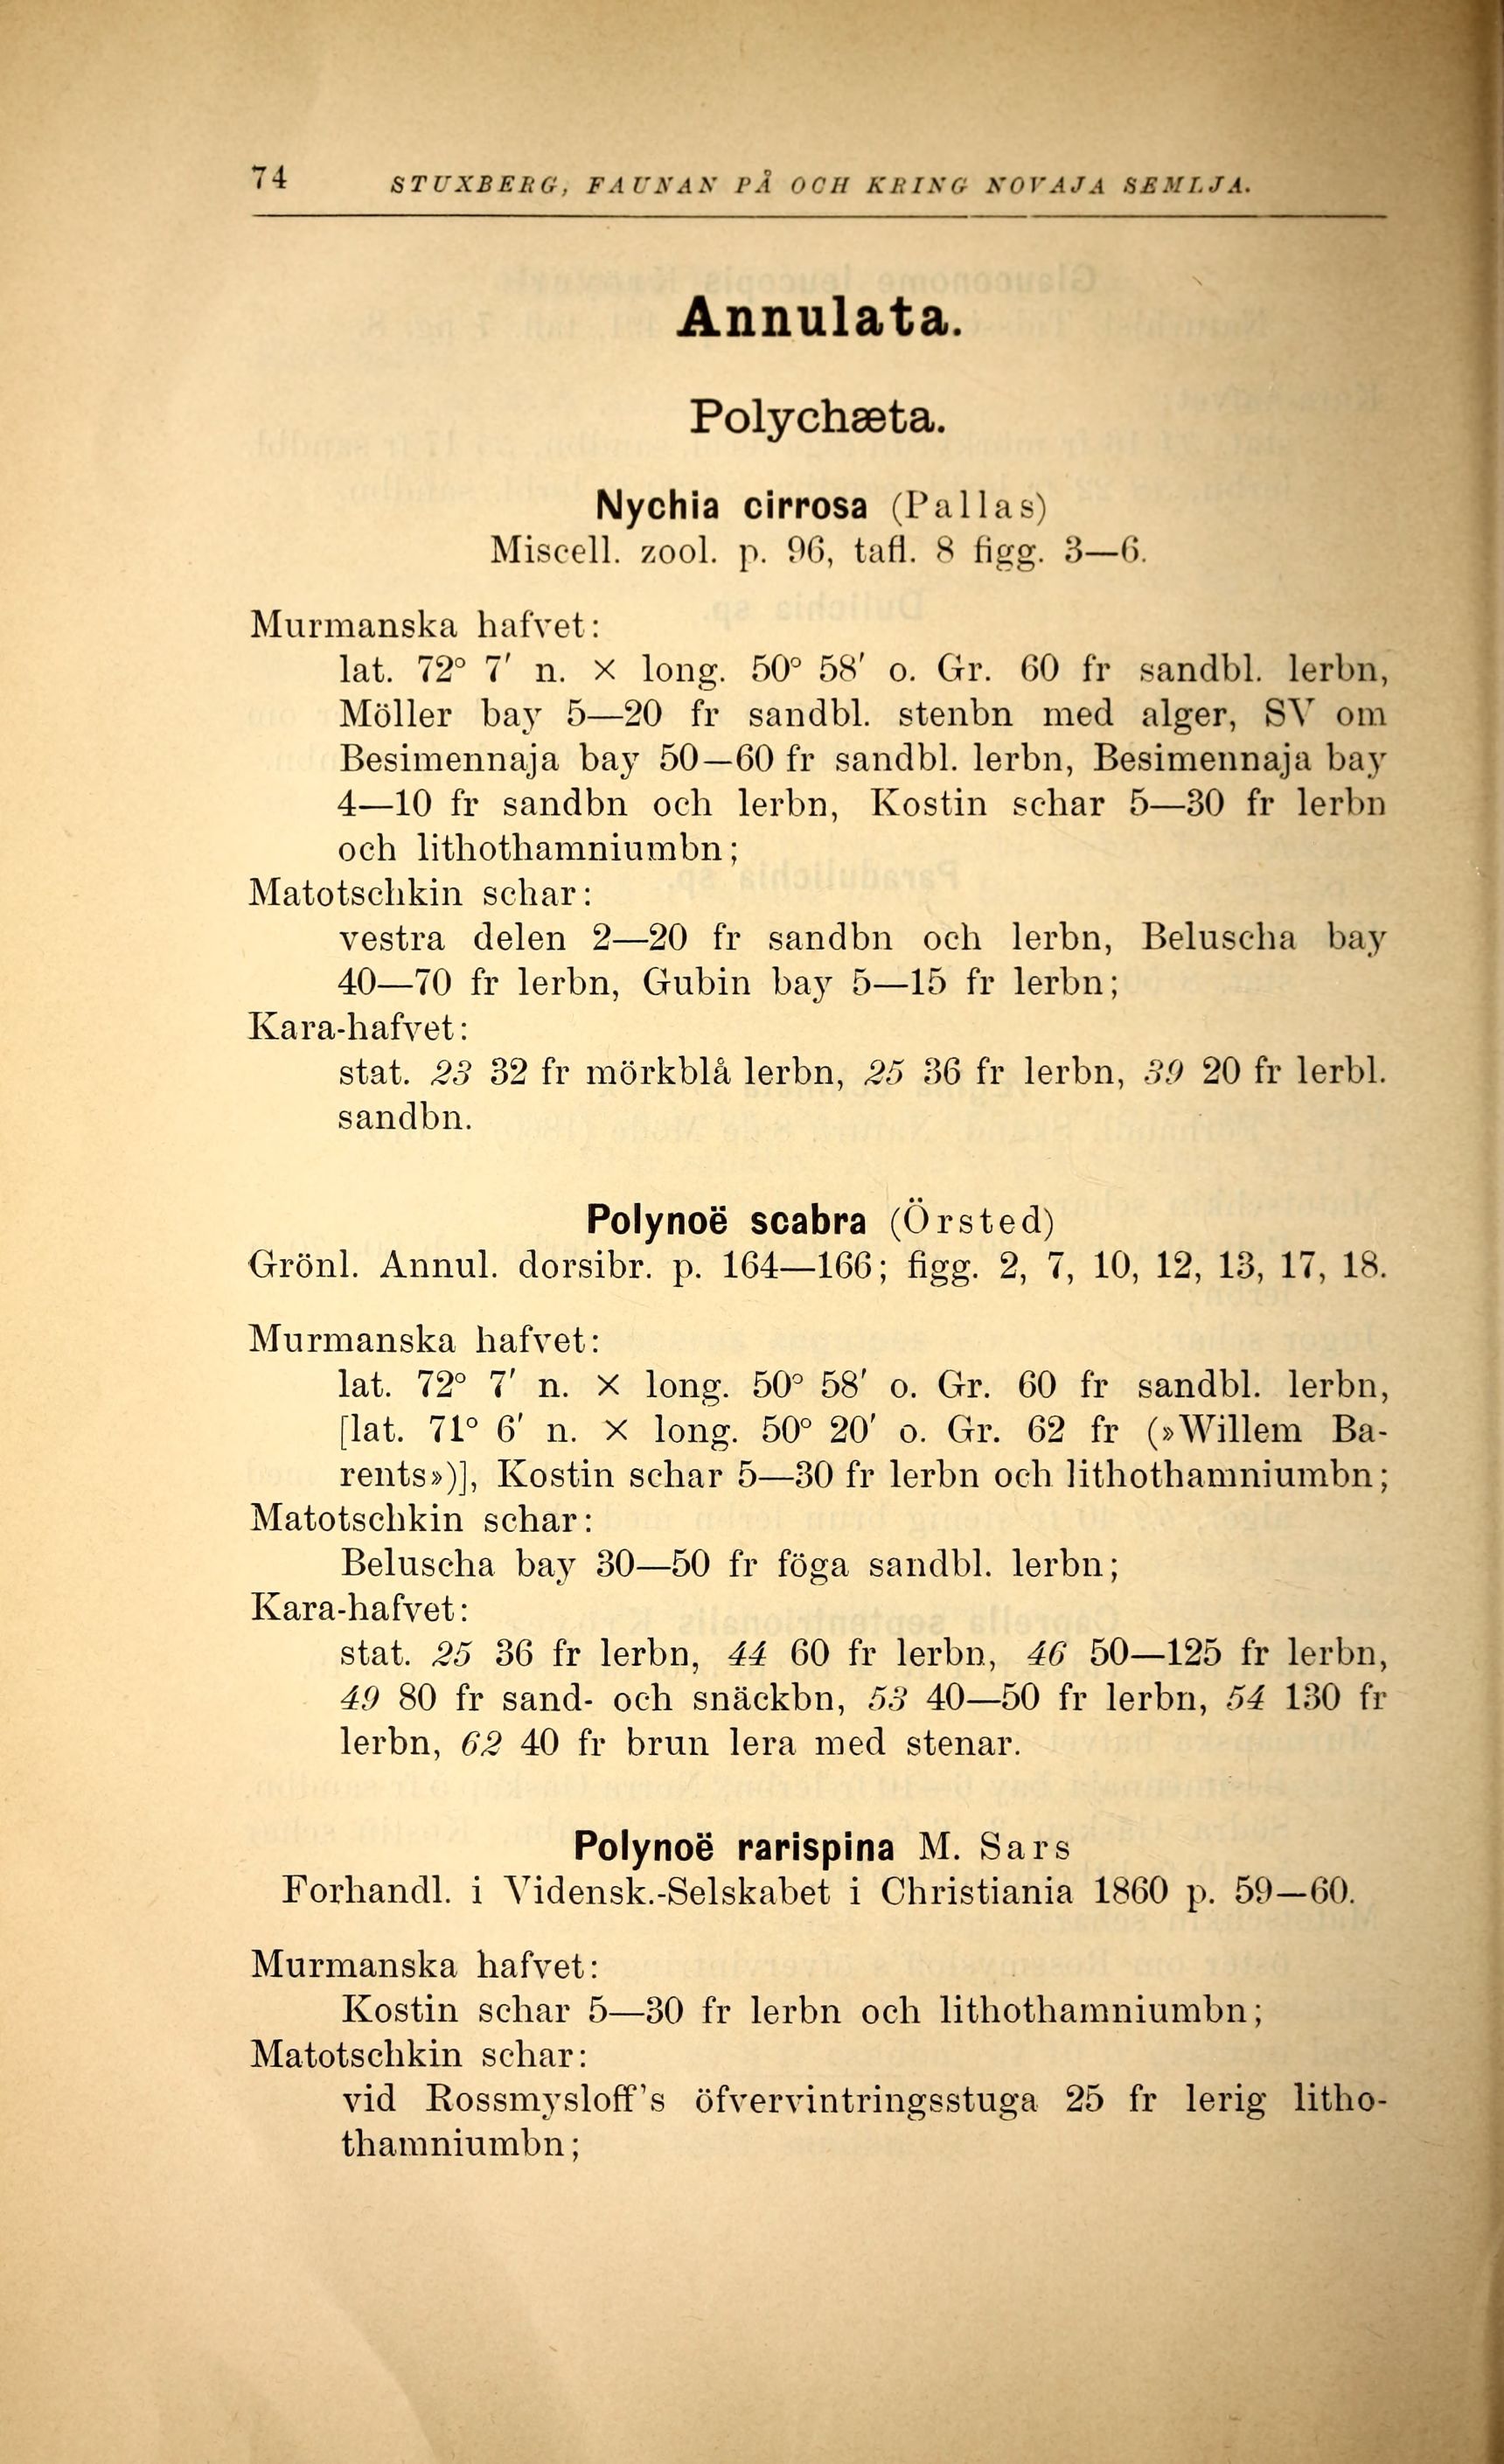 74 STUXBERG, FAUNAN PÅ OCH KRING NOVAJA SEMLJA.
Annulata.
Polychæta.
Nychia cirrosa (Pallas)
Miscell. zool. p. 96, tafl. 8 figg. 3—6.
Murmanska hafvet:
lat. 72° 7′ n. × long. 50° 58′ o. Gr. 60 fr sandbl. lerbn,
Möller bay 5—20 fr sandbl. stenbn med alger, SV om
Besimennaja bay 50—60 fr sandbl. lerbn, Besimennaja bay
4—10 fr sandbn och lerbn, Kostin schar 5—30 fr lerbn
och lithothamniumbn;
Matotschkin schar:
vestra delen 2—20 fr sandbn och lerbn, Beluscha bay
40—70 fr lerbn, Gubin bay 5—15 fr lerbn;
Kara-hafvet:
stat. 23 32 fr mörkblå lerbn, 25 36 fr lerbn, 39 20 fr lerbl.
sandbn.
Polynoë scabra (Örsted)
Grönl. Annul. dorsibr. p. 164—166; figg. 2, 7, 10, 12, 13, 17, 18.
Murmanska hafvet:
lat. 72° 7′ n. × long. 50° 58′ o. Gr. 60 fr sandbl. lerbn,
[lat. 71° 6′ n. × long. 50° 20′ o. Gr. 62 fr (»Willem Ba-
rents»)], Kostin schar 5—30 fr lerbn och lithothamniumbn;
Matotschkin schar:
Beluscha bay 30—50 fr föga sandbl. lerbn;
Kara-hafvet:
stat. 25 36 fr lerbn, 44 60 fr lerbn, 46 50—125 fr lerbn,
49 80 fr sand- och snäckbn, 53 40—50 fr lerbn, 54 130 fr
lerbn, 62 40 fr brun lera med stenar.
Polynoë rarispina M. Sars
Forhandl. i Vidensk.-Selskabet i Christiania 1860 p. 59—60.
Murmanska hafvet:
Kostin schar 5—30 fr lerbn och lithothamniumbn;
Matotschkin schar:
vid Rossmysloff's öfvervintringsstuga 25 fr lerig litho-
thamniumbn;